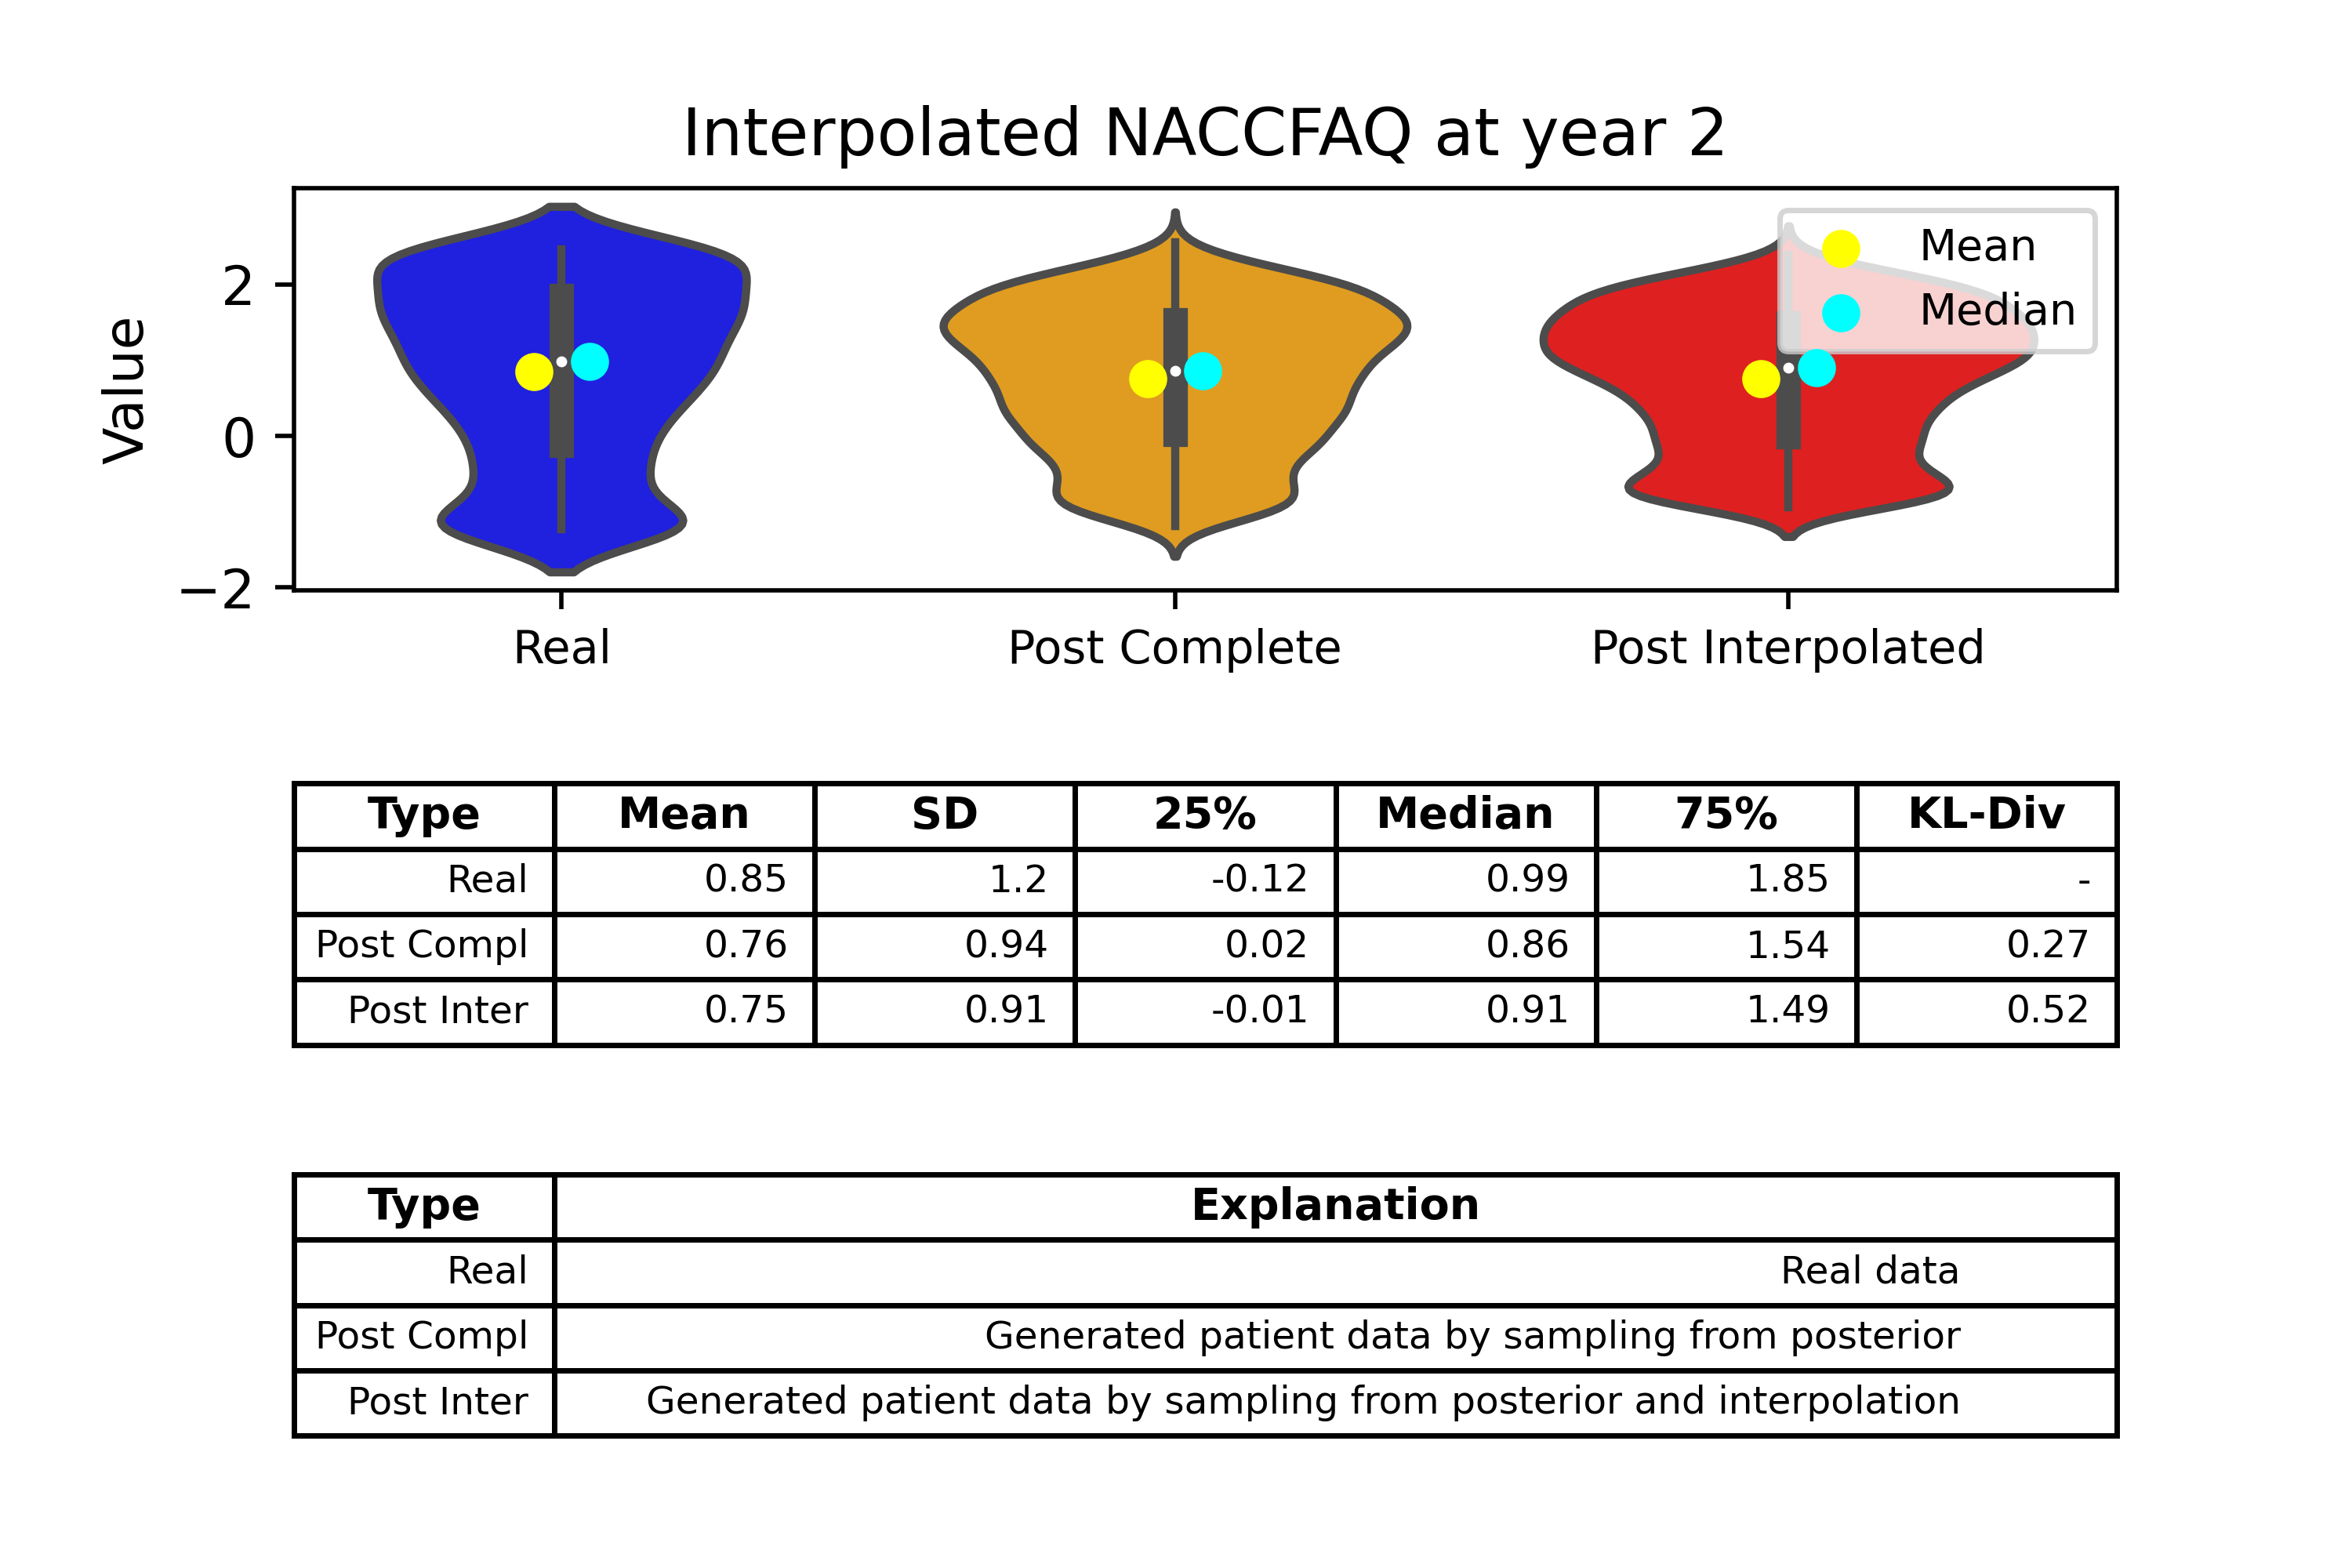 Interpolated NACCFAQ at year 2
Mean
Median
Value
2
0
−2
Real Post Complete Post Interpolated
Type Mean SD 25% Median 75% KL-Div
Real 0.85 1.2 -0.12 0.99 1.85 -
Post Compl 0.76 0.94 0.02 0.86 1.54 0.27
Post Inter 0.75 0.91 -0.01 0.91 1.49 0.52
Type Explanation
Real Real data
Post Compl Generated patient data by sampling from posterior
Post Inter Generated patient data by sampling from posterior and interpolation